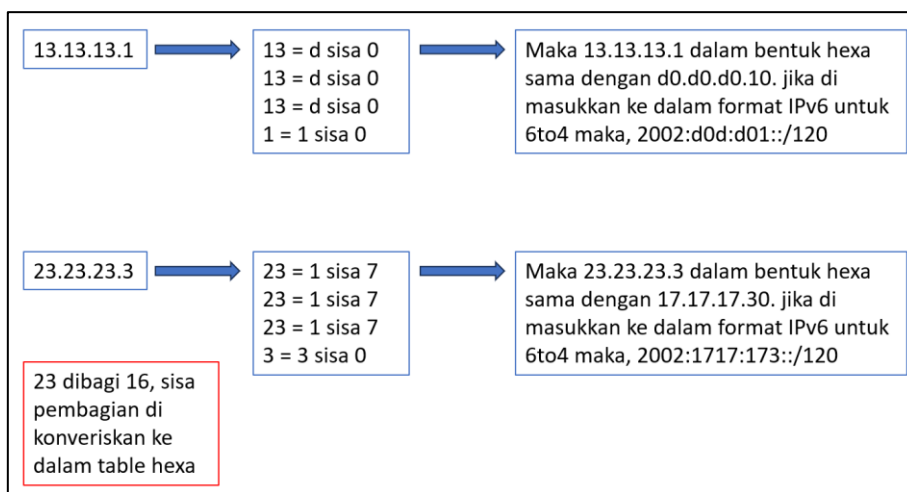 13.13.13.1
13 = d sisa 0
13 = d sisa 0
13 = d sisa 0
1 = 1 sisa 0
Maka 13.13.13.1 dalam bentuk hexa
sama dengan d0.d0.d0.10. jika di
masukkan ke dalam format IPv6 untuk
6to4 maka, 2002:d0d:d01::/120
23.23.23.3
23 = 1 sisa 7
23 = 1 sisa 7
23 = 1 sisa 7
3 = 3 sisa 0
Maka 23.23.23.3 dalam bentuk hexa
sama dengan 17.17.17.30. jika di
masukkan ke dalam format IPv6 untuk
6to4 maka, 2002:1717:173::/120
23 dibagi 16, sisa
pembagian di
konveriskan ke
dalam table hexa